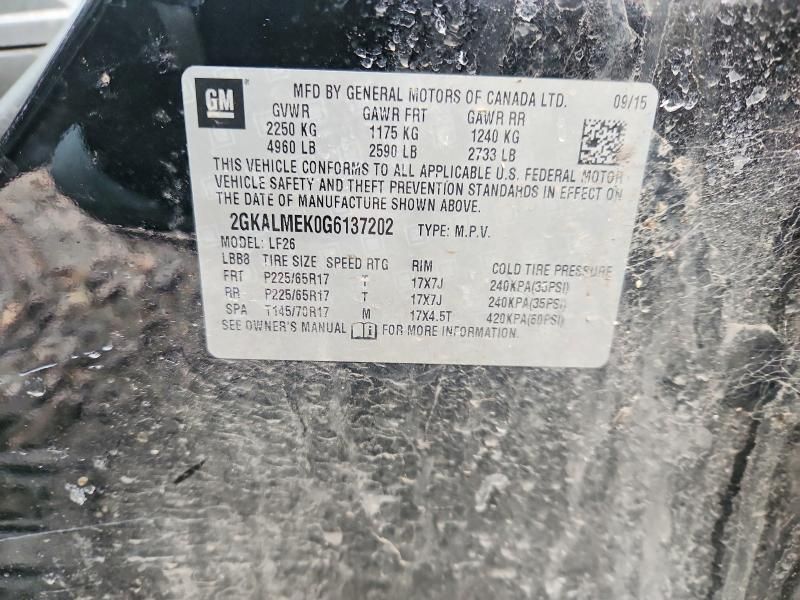 GM
MFD BY GENERAL MOTORS OF CANADA LTD. 09/15
GVWR GAWR FRT GAWR RR
2250 KG 1175 KG 1240 KG
4960 LB 2590 LB 2733 LB
THIS VEHICLE CONFORMS TO ALL APPLICABLE U.S. FEDERAL MOTOR
VEHICLE SAFETY AND THEFT PREVENTION STANDARDS IN EFFECT ON
THE DATE OF MANUFACTURE SHOWN ABOVE.
2GKALMEK0G6137202 TYPE: M.P.V.
MODEL: LF26
LBB8 TIRE SIZE SPEED RTG RIM COLD TIRE PRESSURE
FRT P225/65R17 T 17X7J 240KPA(35PSI)
RR P225/65R17 T 17X7J 240KPA(35PSI)
SPA T145/70R17 M 17X4.5T 420KPA(60PSI)
SEE OWNER'S MANUAL FOR MORE INFORMATION.